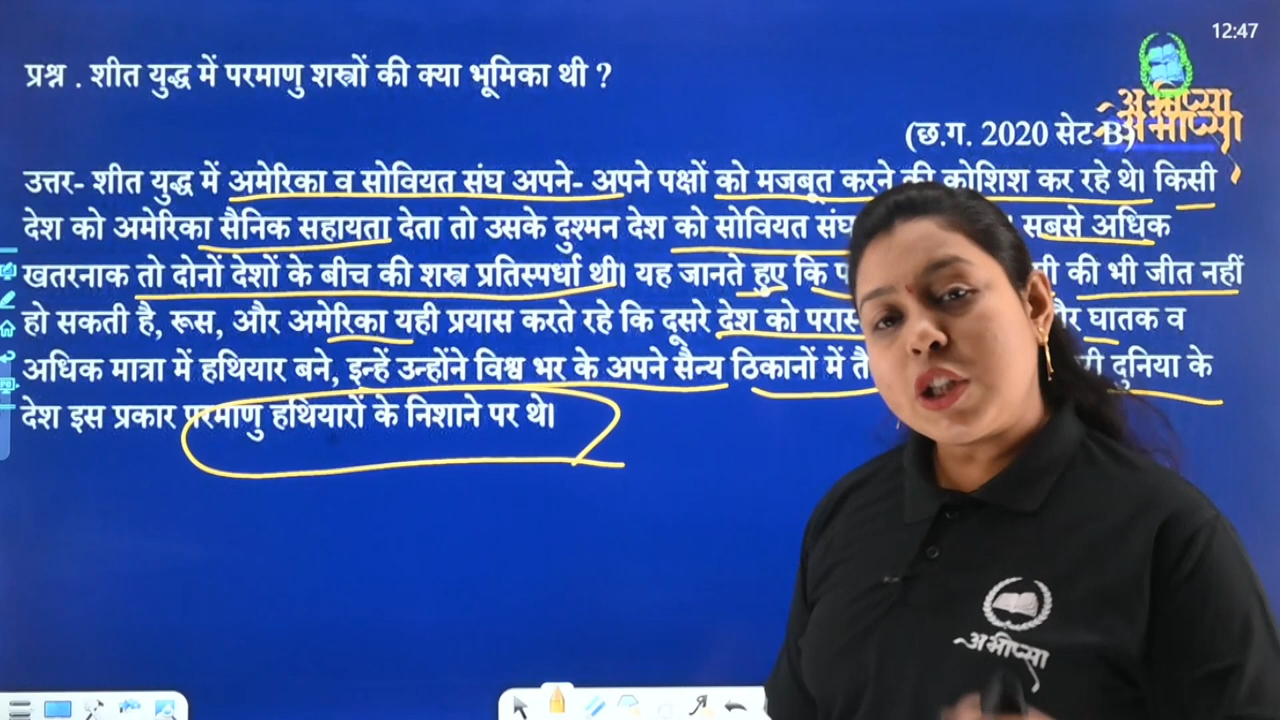 12:47
प्रश्न . शीत युद्ध में परमाणु शस्त्रों की क्या भूमिका थी ?
अभीप्सा
(छ.ग. 2020 सेट B)
उत्तर- शीत युद्ध में अमेरिका व सोवियत संघ अपने- अपने पक्षों को मजबूत करने की कोशिश कर रहे थे। किसी
देश को अमेरिका सैनिक सहायता देता तो उसके दुश्मन देश को सोवियत संघ सबसे अधिक
खतरनाक तो दोनों देशों के बीच की शस्त्र प्रतिस्पर्धा थी। यह जानते हुए कि की भी जीत नहीं
हो सकती है, रूस, और अमेरिका यही प्रयास करते रहे कि दूसरे देश को घातक व
अधिक मात्रा में हथियार बने, इन्हें उन्होंने विश्व भर के अपने सैन्य ठिकानों में दुनिया के
देश इस प्रकार परमाणु हथियारों के निशाने पर थे।
अभीप्सा